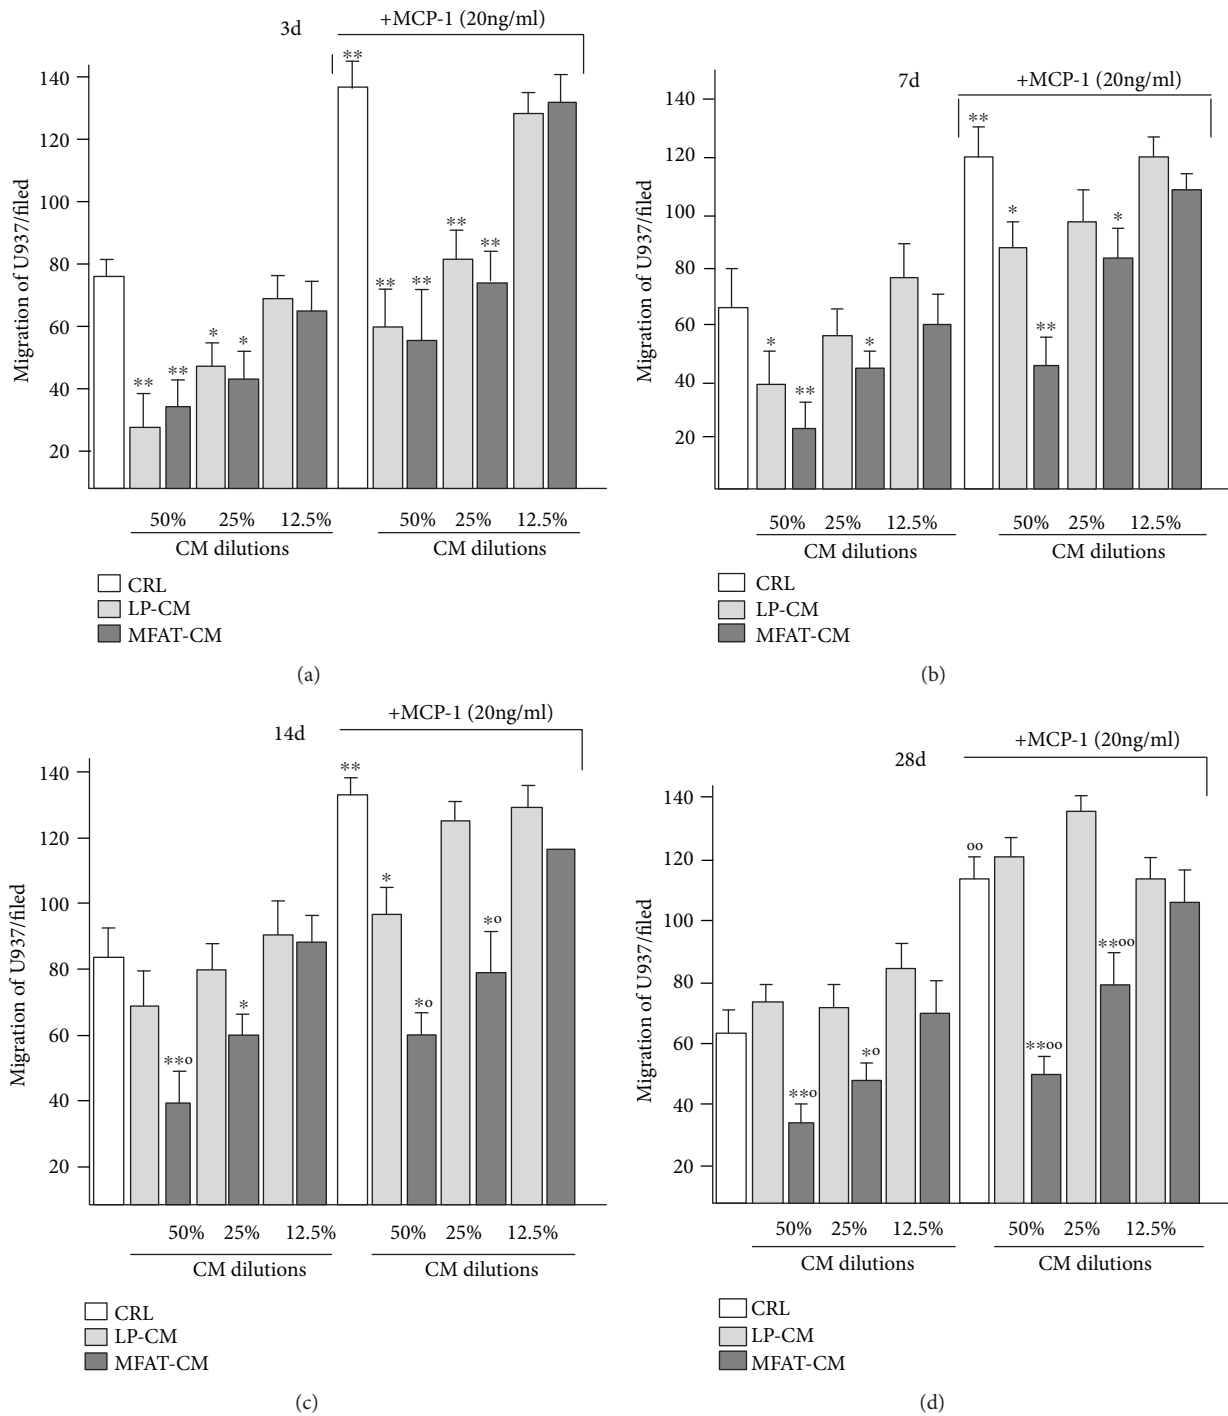 3d
+MCP-1 (20ng/ml)
Migration of U937/filed
140
120
100
80
60
40
20
**
**
**
*
*
**
**
**
**
**
50% 25% 12.5% 50% 25% 12.5%
CM dilutions CM dilutions
CRL
LP-CM
MFAT-CM
(a)
7d
+MCP-1 (20ng/ml)
Migration of U937/filed
140
120
100
80
60
40
20
*
**
*
**
*
**
*
50% 25% 12.5% 50% 25% 12.5%
CM dilutions CM dilutions
CRL
LP-CM
MFAT-CM
(b)
14d
+MCP-1 (20ng/ml)
Migration of U937/filed
140
120
100
80
60
40
20
**o
*
**
*
*o
*o
50% 25% 12.5% 50% 25% 12.5%
CM dilutions CM dilutions
CRL
LP-CM
MFAT-CM
(c)
28d
+MCP-1 (20ng/ml)
Migration of U937/filed
140
120
100
80
60
40
20
**o
*o
oo
**oo
**oo
50% 25% 12.5% 50% 25% 12.5%
CM dilutions CM dilutions
CRL
LP-CM
MFAT-CM
(d)